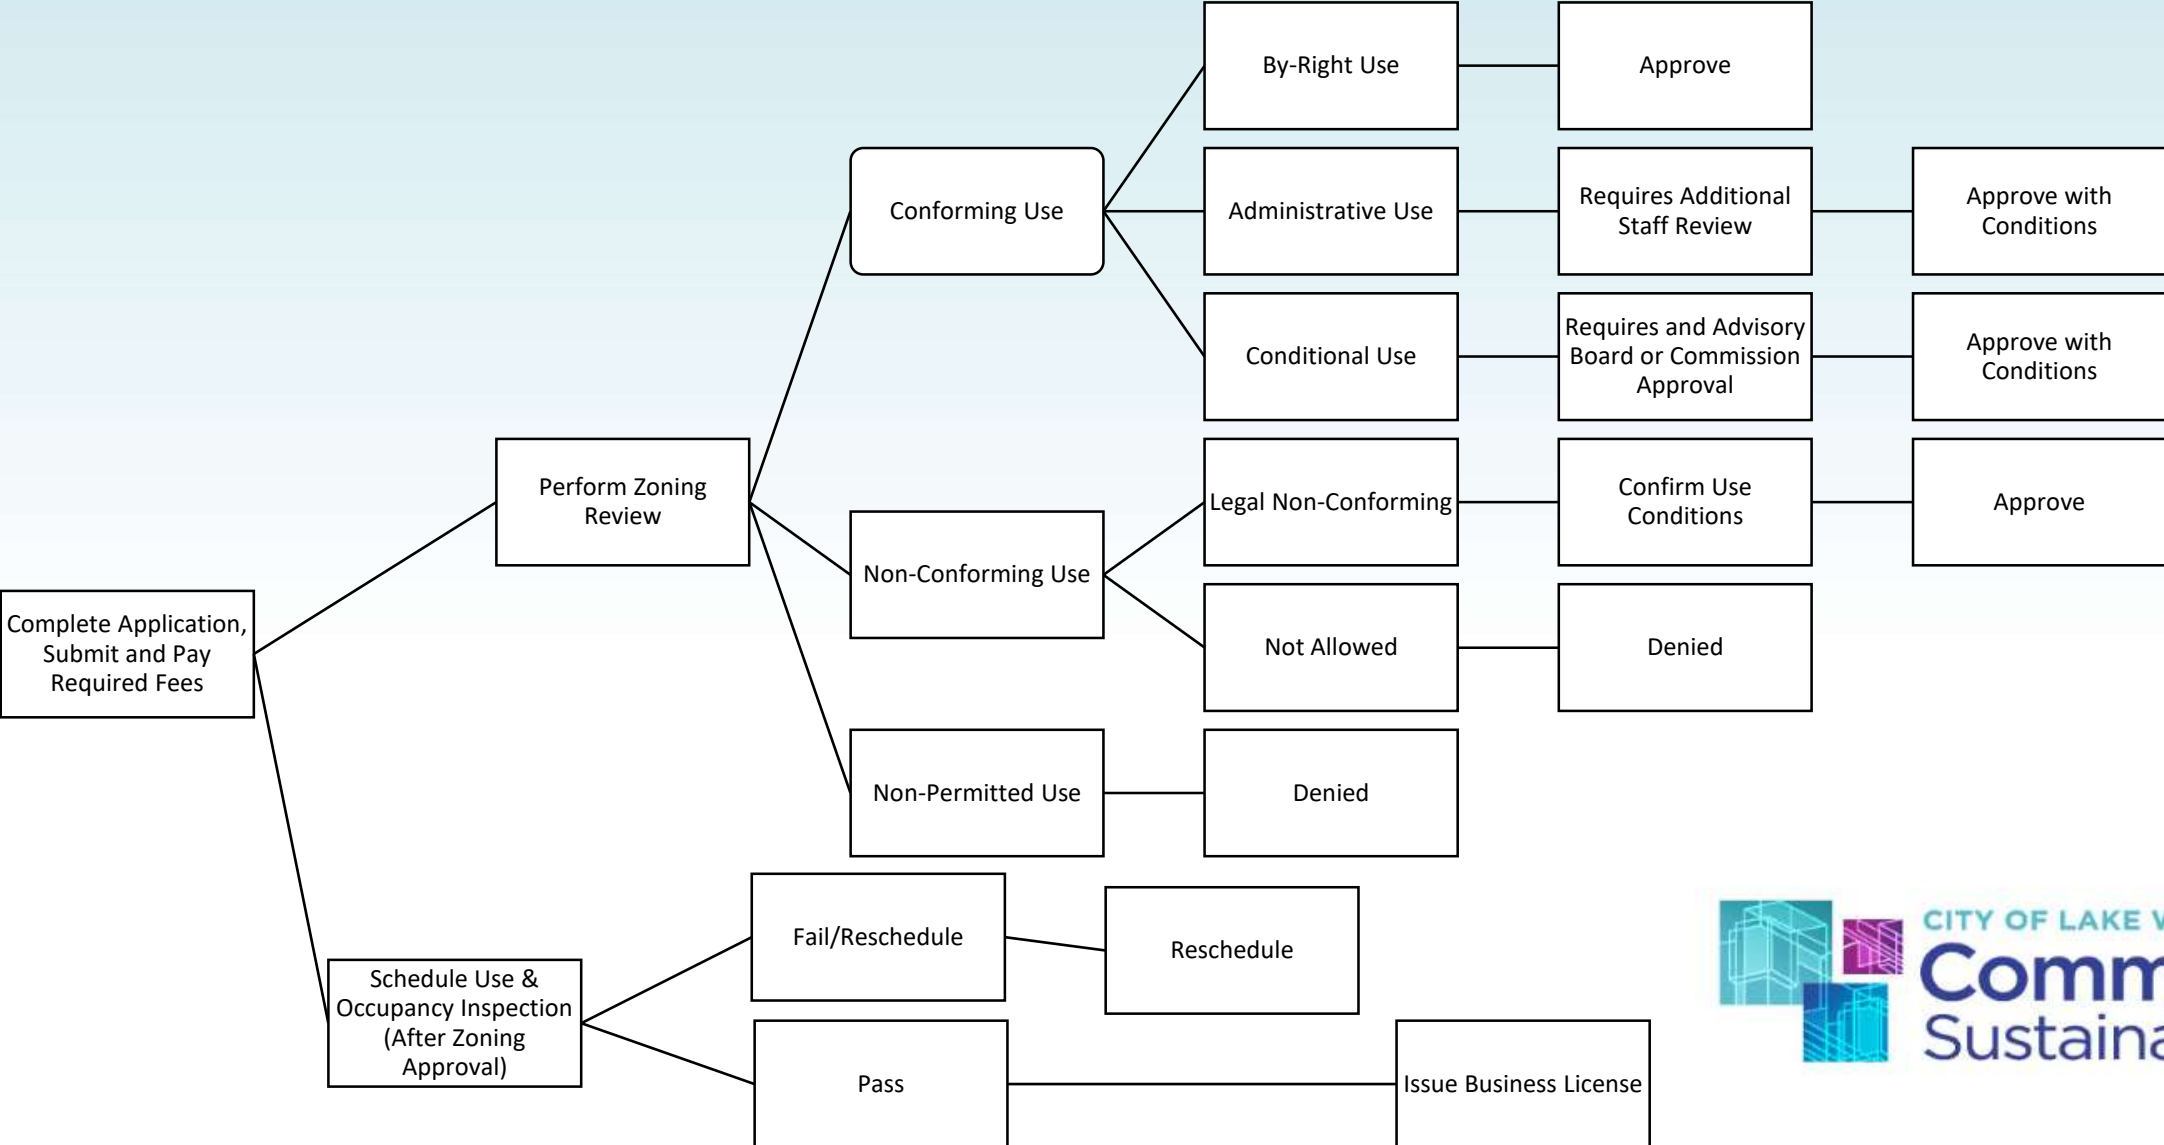 By-Right Use
Approve
Conforming Use
Administrative Use
Requires Additional
Staff Review
Approve with
Conditions
Conditional Use
Requires and Advisory
Board or Commission
Approval
Approve with
Conditions
Perform Zoning
Review
Legal Non-Conforming
Confirm Use
Conditions
Approve
Non-Conforming Use
Not Allowed
Denied
Complete Application,
Submit and Pay
Required Fees
Non-Permitted Use
Denied
Fail/Reschedule
Reschedule
Schedule Use &
Occupancy Inspection
(After Zoning
Approval)
Pass
Issue Business License
CITY OF LAKE